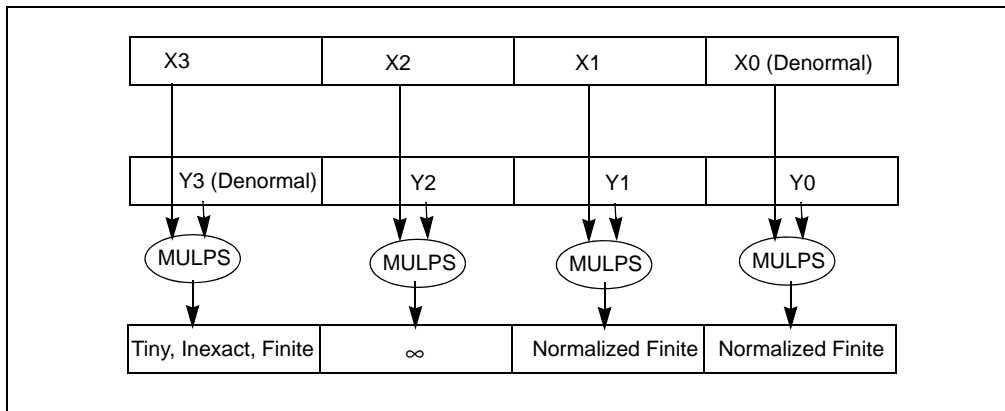 X3 X2 X1 X0 (Denormal)
Y3 (Denormal) Y2 Y1 Y0
MULPS MULPS MULPS MULPS
Tiny, Inexact, Finite ∞ Normalized Finite Normalized Finite